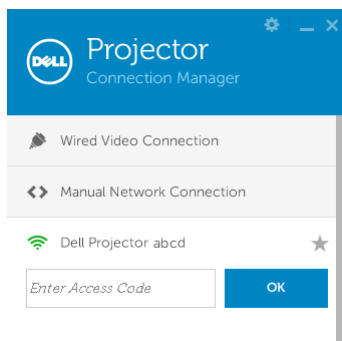 DELL
Projector
Connection Manager
Wired Video Connection
Manual Network Connection
Dell Projector abcd
Enter Access Code
OK